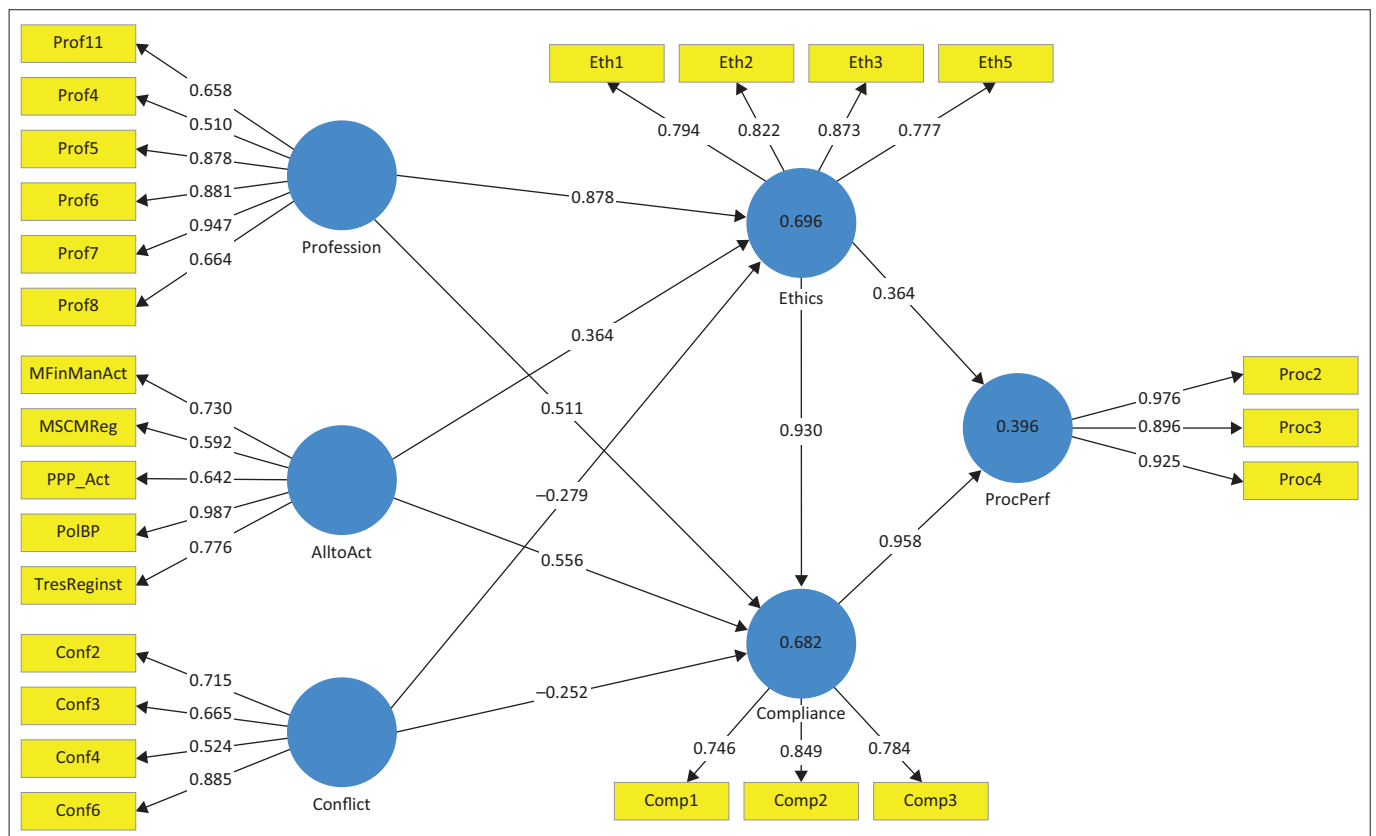 Prof11
Prof4
Prof5
Prof6
Prof7
Prof8
0.658
0.510
0.878
0.881
0.947
0.664
Profession
MFinManAct
MSCMReg
PPP_Act
PolBP
TresReginst
0.730
0.592
0.642
0.987
0.776
AlltoAct
Conf2
Conf3
Conf4
Conf6
0.715
0.665
0.524
0.885
Conflict
0.878
0.364
0.511
–0.279
0.556
–0.252
Eth1
Eth2
Eth3
Eth5
0.794
0.822
0.873
0.777
0.696
Ethics
0.930
0.364
0.958
0.682
Compliance
0.746
0.849
0.784
Comp1
Comp2
Comp3
0.396
ProcPerf
0.976
0.896
0.925
Proc2
Proc3
Proc4